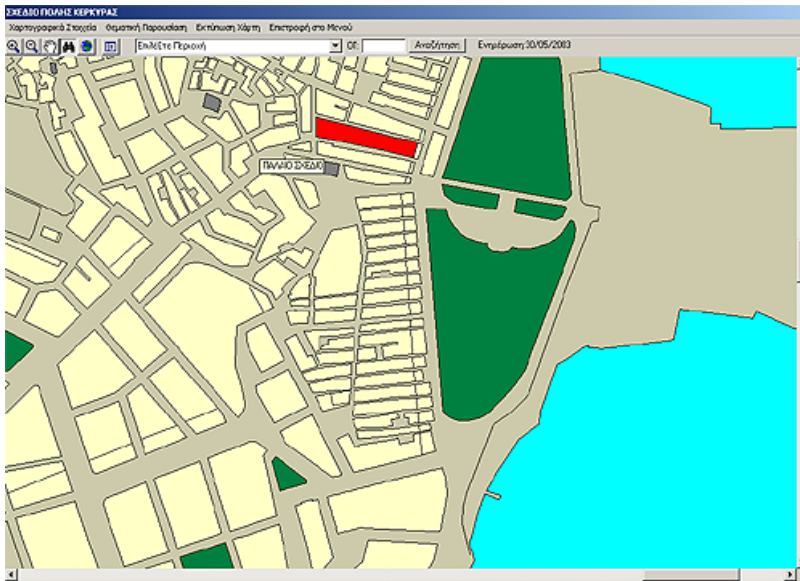 ΣΧΕΔΙΟ ΠΟΛΗΣ ΚΕΡΚΥΡΑΣ
Χαρτογραφικά Στοιχεία Θεματική Παρουσίαση Εκτύπωση Χάρτη Επιστροφή στο Μενού
Επιλέξτε Περιοχή ΟΤ: Αναζήτηση Ενημέρωση:30/05/2003
ΠΑΛΑΙΟ ΣΧΕΔΙΟ